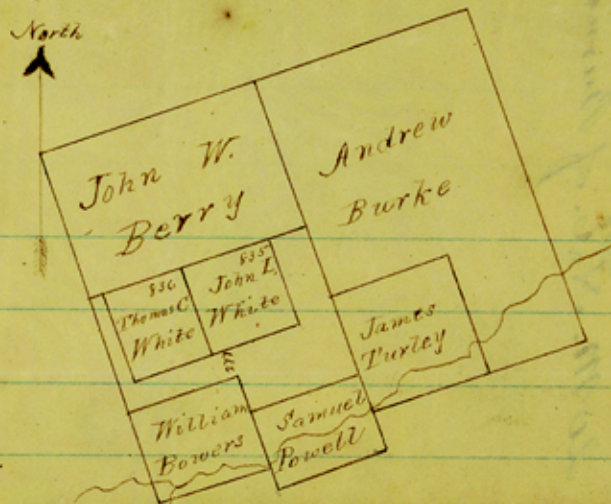 North
John W.
Berry
Andrew
Burke
836
Thomas C
White
835
John L.
White
James
Turley
William
Bowers
Samuel
Powell